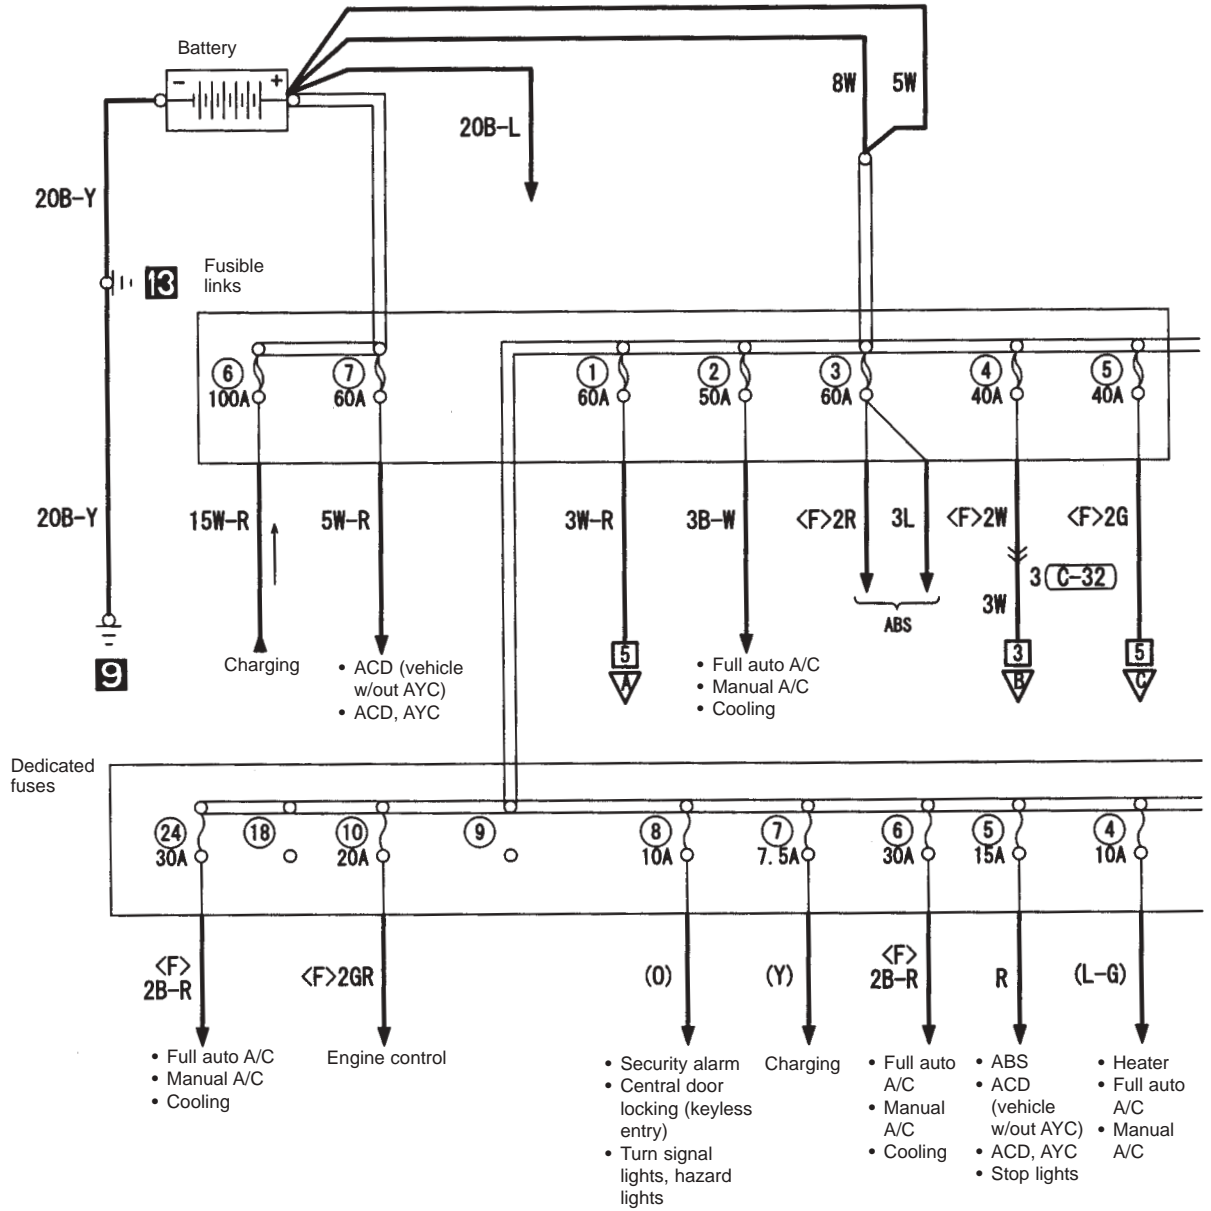 Battery
− +
8W 5W
20B-L
20B-Y
13
Fusible
links
6 7 1 2 3 4 5
100A 60A 60A 50A 60A 40A 40A
20B-Y 15W-R 5W-R 3W-R 3B-W <F>2R 3L <F>2W <F>2G
3 C-32
3W
ABS
5 3 5
A B C
9
Charging
• ACD (vehicle
w/out AYC)
• ACD, AYC
• Full auto A/C
• Manual A/C
• Cooling
Dedicated
fuses
24 18 10 9 8 7 6 5 4
30A 20A 10A 7.5A 30A 15A 10A
<F>
2B-R
<F>2GR
(O)
(Y)
<F>
2B-R
R
(L-G)
• Full auto A/C
• Manual A/C
• Cooling
Engine control
• Security alarm
• Central door
locking (keyless
entry)
• Turn signal
lights, hazard
lights
Charging
• Full auto
A/C
• Manual
A/C
• Cooling
• ABS
• ACD
(vehicle
w/out AYC)
• ACD, AYC
• Stop lights
• Heater
• Full auto
A/C
• Manual
A/C